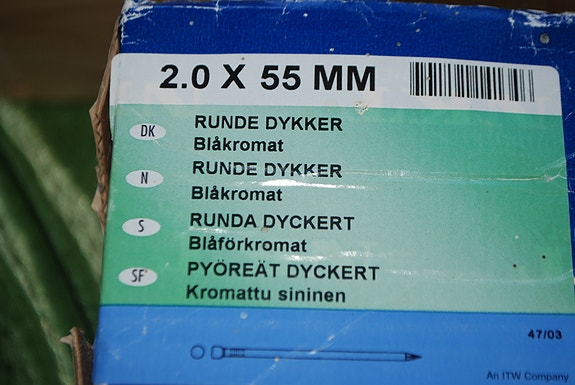 2.0 X 55 MM
DK RUNDE DYKKER
Blåkromat
N RUNDE DYKKER
Blåkromat
S RUNDA DYCKERT
Blåförkromat
SF PYÖREÄT DYCKERT
Kromattu sininen
47/03
An ITW Company